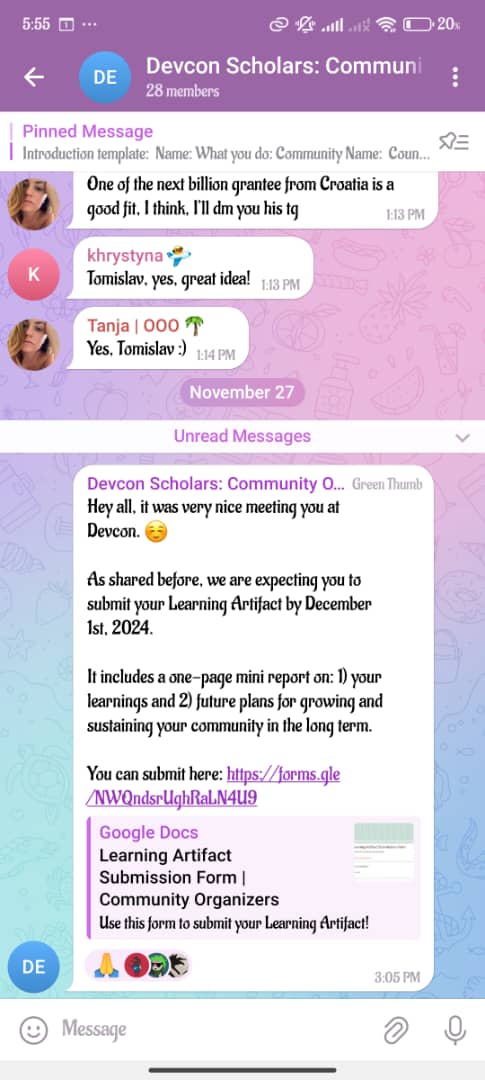 5:55
20%
DE
Devcon Scholars: Communi
28 members
Pinned Message
Introduction template: Name: What you do: Community Name: Coun...
One of the next billion grantee from Croatia is a
good fit, I think, I'll dm you his tg
1:13 PM
K
khrystyna
Tomislav, yes, great idea!
1:13 PM
Tanja | OOO 🌴
Yes, Tomislav :)
1:14 PM
November 27
Unread Messages
Devcon Scholars: Community O... Green Thumb
Hey all, it was very nice meeting you at
Devcon. ☺️
As shared before, we are expecting you to
submit your Learning Artifact by December
1st, 2024.
It includes a one-page mini report on: 1) your
learnings and 2) future plans for growing and
sustaining your community in the long term.
You can submit here: https://forms.gle
/NWQndsrUghRaLN4U9
Google Docs
Learning Artifact
Submission Form |
Community Organizers
Use this form to submit your Learning Artifact!
DE
🙏
3:05 PM
Message